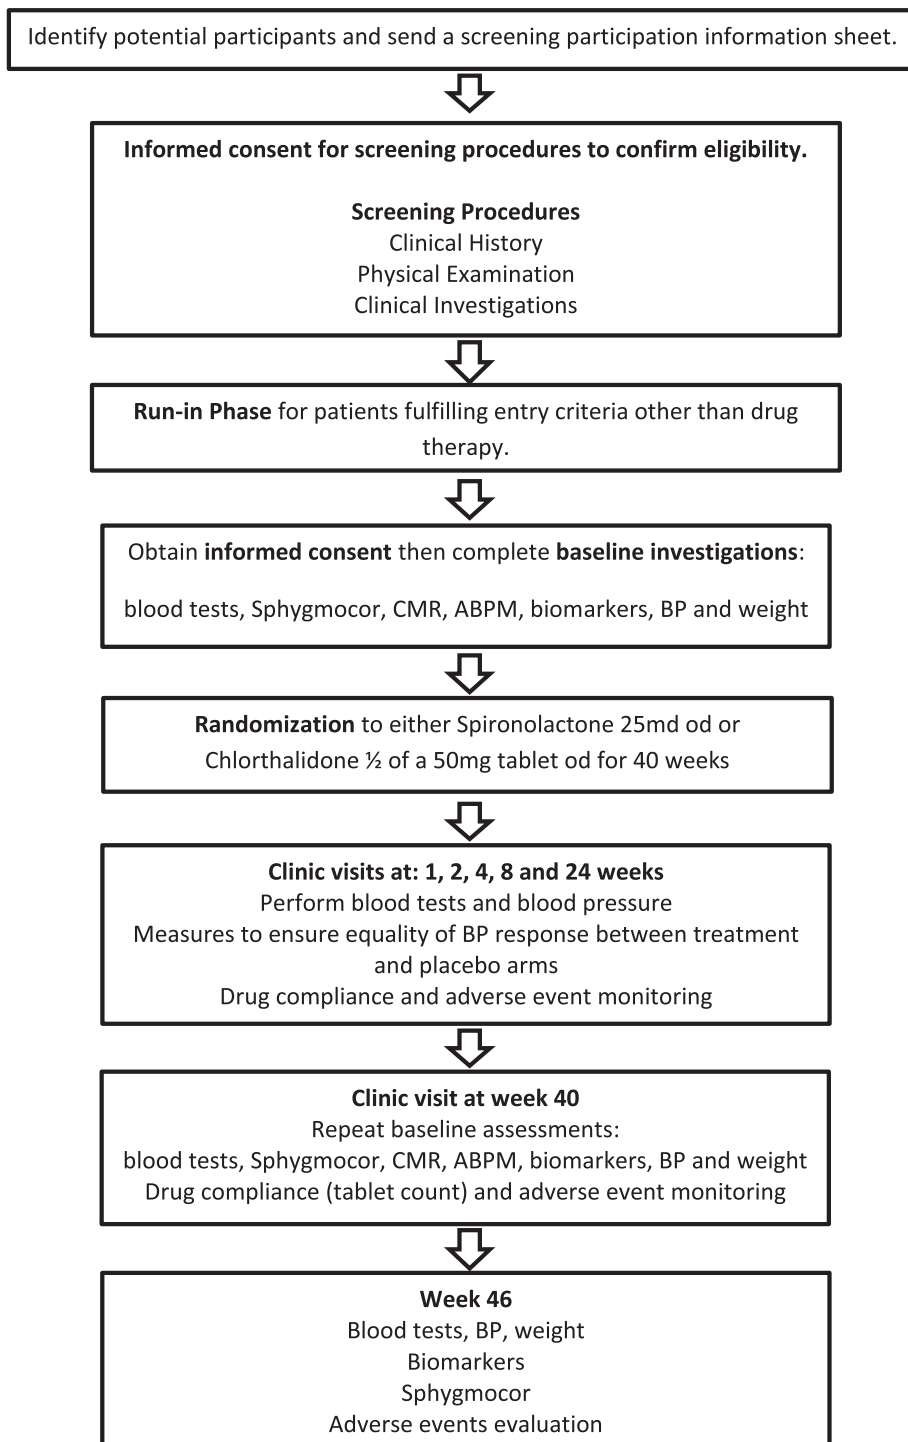 Identify potential participants and send a screening participation information sheet.
Informed consent for screening procedures to confirm eligibility.
Screening Procedures
Clinical History
Physical Examination
Clinical Investigations
Run-in Phase for patients fulfilling entry criteria other than drug
therapy.
Obtain informed consent then complete baseline investigations:
blood tests, Sphygmocor, CMR, ABPM, biomarkers, BP and weight
Randomization to either Spironolactone 25md od or
Chlorthalidone ½ of a 50mg tablet od for 40 weeks
Clinic visits at: 1, 2, 4, 8 and 24 weeks
Perform blood tests and blood pressure
Measures to ensure equality of BP response between treatment
and placebo arms
Drug compliance and adverse event monitoring
Clinic visit at week 40
Repeat baseline assessments:
blood tests, Sphygmocor, CMR, ABPM, biomarkers, BP and weight
Drug compliance (tablet count) and adverse event monitoring
Week 46
Blood tests, BP, weight
Biomarkers
Sphygmocor
Adverse events evaluation